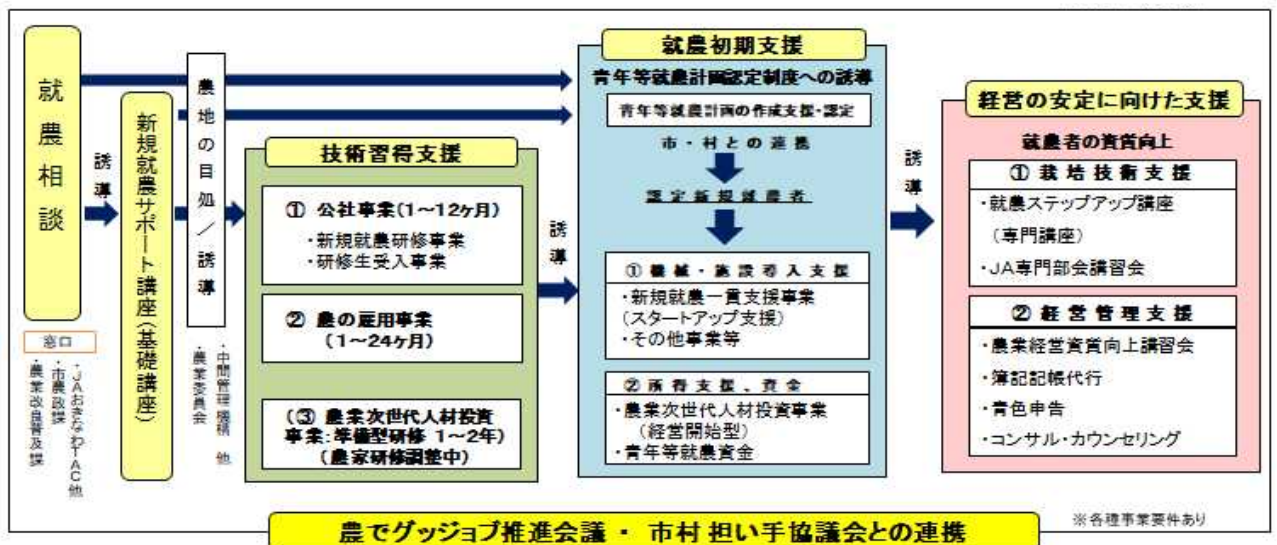 就農相談
窓口
・JAおきなわTAC他
・市農政課
・農業改良普及課
誘導
新規就農サポート講座(基礎講座)
農地の目処/誘導
・中間管理機構 他
・農業委員会
技術習得支援
① 公社事業(1~12ヶ月)
・新規就農研修事業
・研修生受入事業
② 農の雇用事業
(1~24ヶ月)
(③ 農業次世代人材投資
事業:準備型研修 1~2年)
(農家研修調整中)
誘導
就農初期支援
青年等就農計画認定制度への誘導
青年等就農計画の作成支援・認定
市・村との連携
認定新規就農者
①機械・施設導入支援
・新規就農一貫支援事業
(スタートアップ支援)
・その他事業等
②所得支援、資金
・農業次世代人材投資事業
(経営開始型)
・青年等就農資金
誘導
経営の安定に向けた支援
就農者の資質向上
①栽培技術支援
・就農ステップアップ講座
(専門講座)
・JA専門部会講習会
②経営管理支援
・農業経営資質向上講習会
・簿記記帳代行
・青色申告
・コンサル・カウンセリング
※各種事業要件あり
農でグッジョブ推進会議・市村担い手協議会との連携